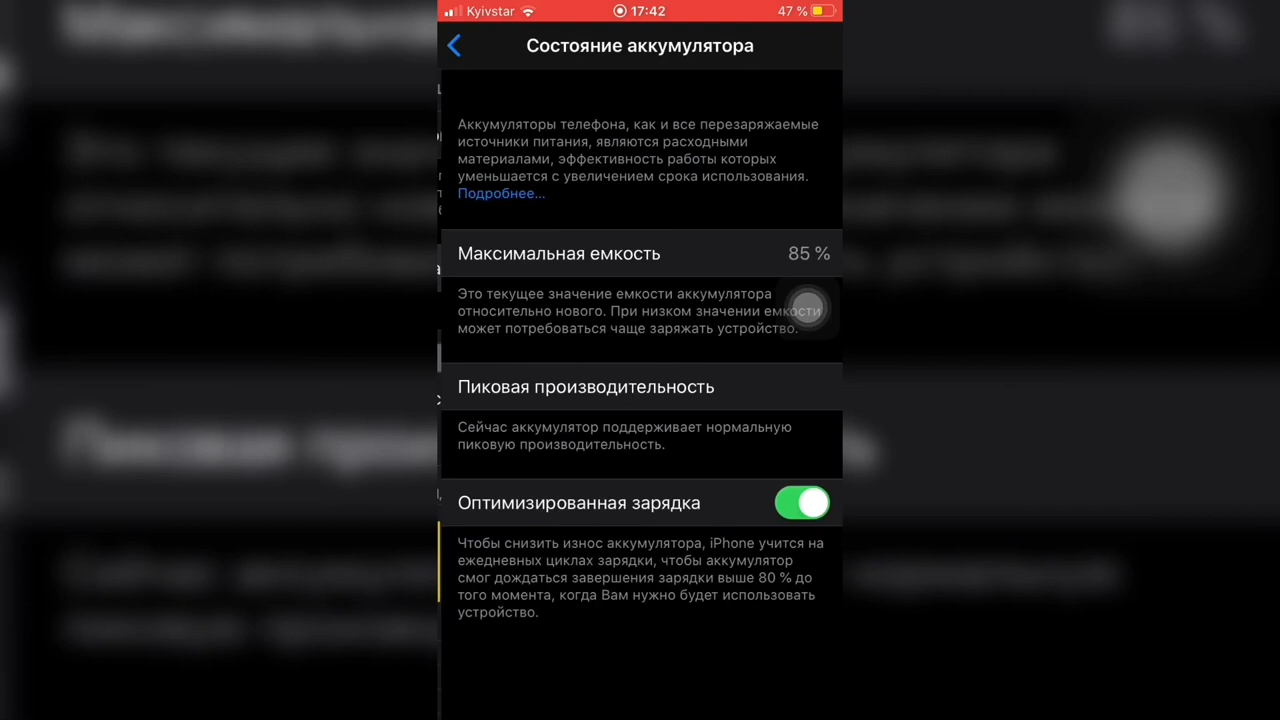 Kyivstar 17:42 47 %
Состояние аккумулятора
Аккумуляторы телефона, как и все перезаряжаемые
источники питания, являются расходными
материалами, эффективность работы которых
уменьшается с увеличением срока использования.
Подробнее...
Максимальная емкость 85 %
Это текущее значение емкости аккумулятора
относительно нового. При низком значении емкости
может потребоваться чаще заряжать устройство.
Пиковая производительность
Сейчас аккумулятор поддерживает нормальную
пиковую производительность.
Оптимизированная зарядка
Чтобы снизить износ аккумулятора, iPhone учится на
ежедневных циклах зарядки, чтобы аккумулятор
смог дождаться завершения зарядки выше 80 % до
того момента, когда Вам нужно будет использовать
устройство.